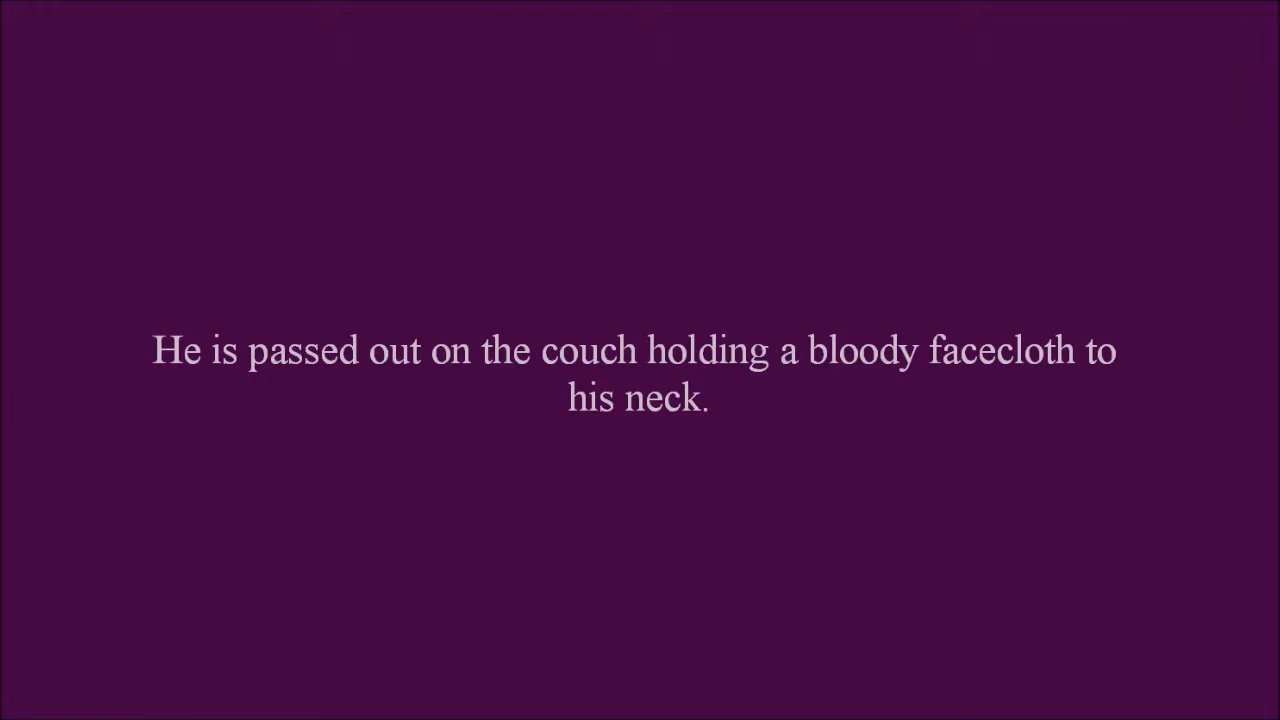 He is passed out on the couch holding a bloody facecloth to
his neck.